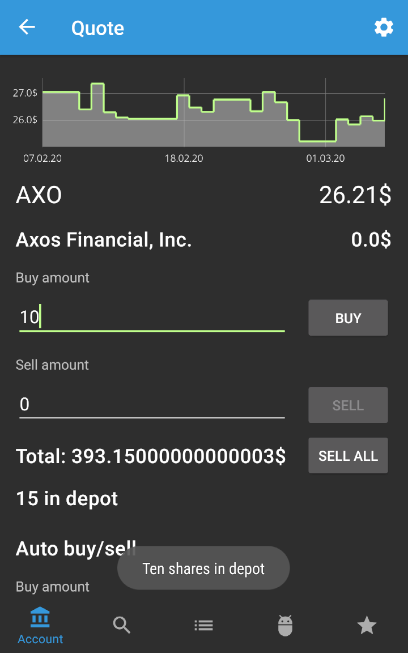 Quote
27.0$
26.0$
07.02.20 18.02.20 01.03.20
AXO 26.21$
Axos Financial, Inc. 0.0$
Buy amount
10 BUY
Sell amount
0 SELL
Total: 393.15000000000003$ SELL ALL
15 in depot
Auto buy/sell
Ten shares in depot
Buy amount
Account